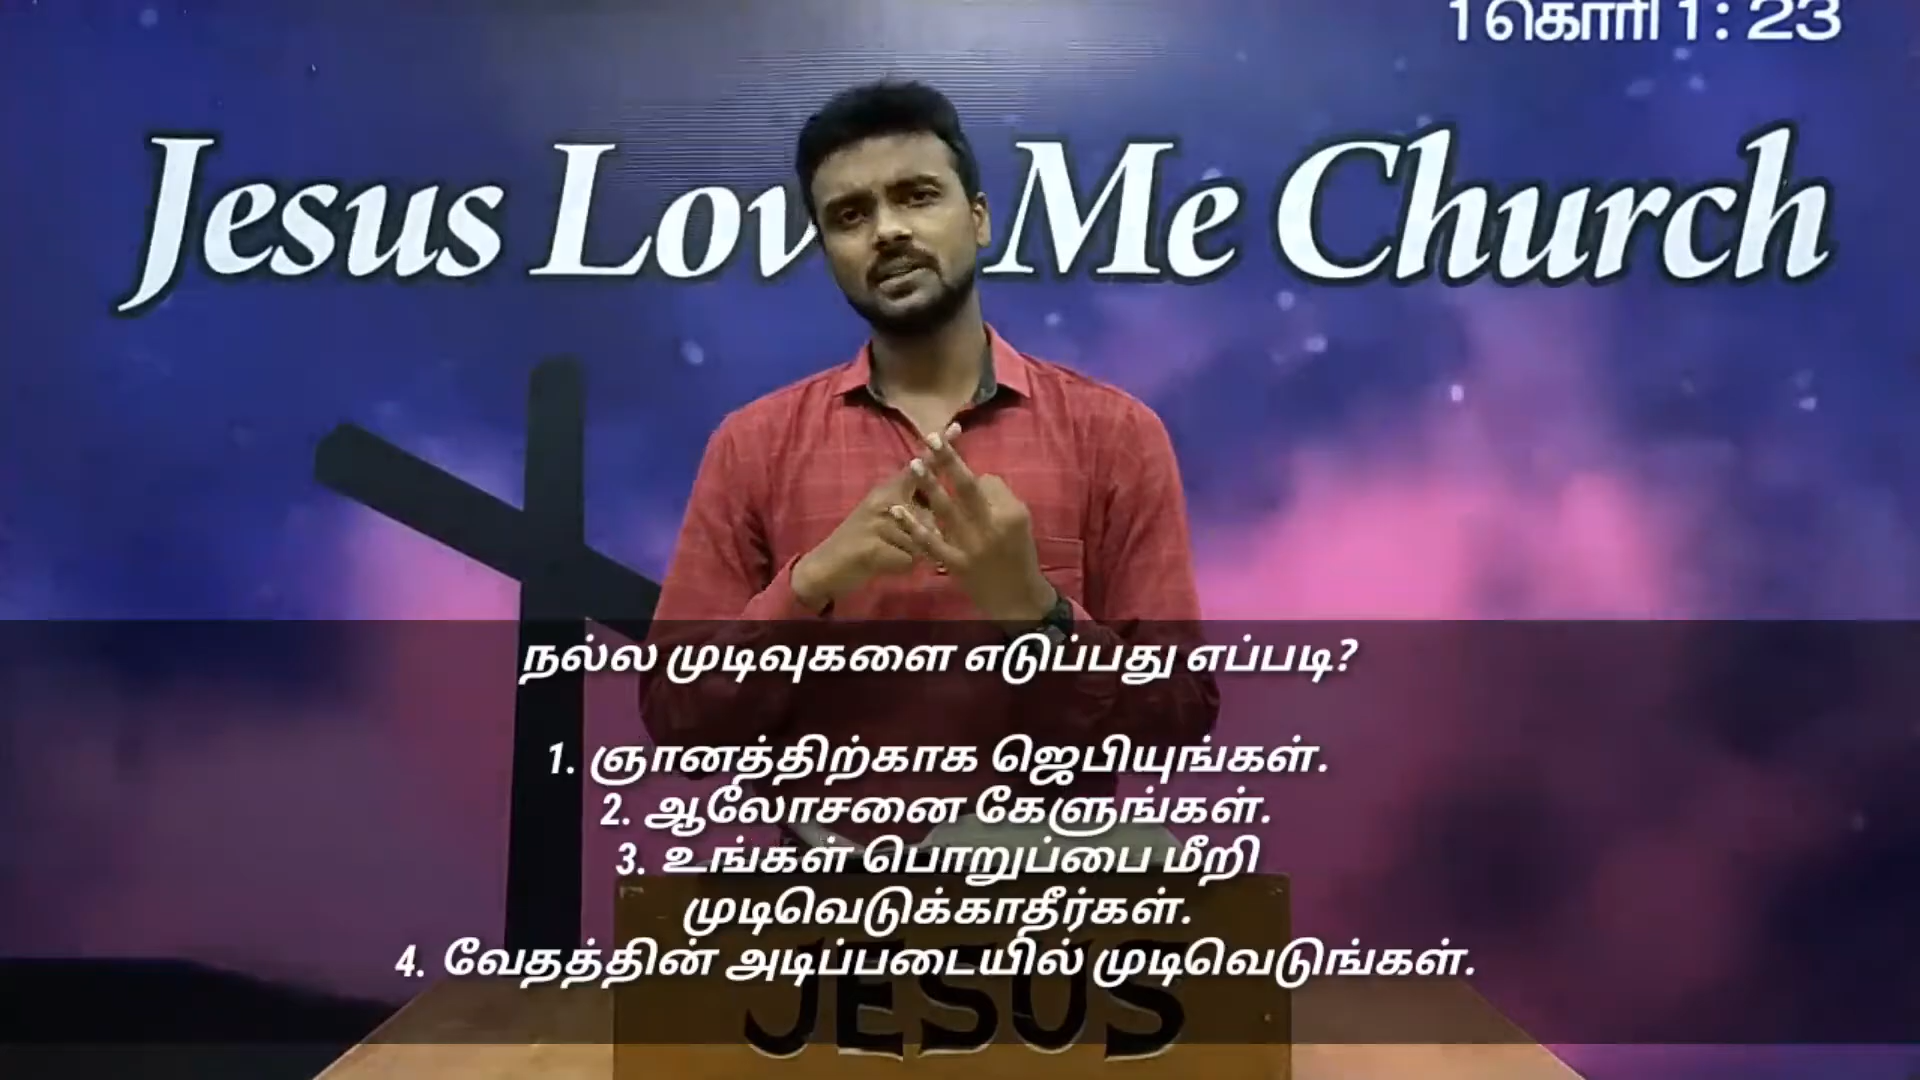 1 கொரி 1 : 23
Jesus Lov Me Church
நல்ல முடிவுகளை எடுப்பது எப்படி?
1. ஞானத்திற்காக ஜெபியுங்கள்.
2. ஆலோசனை கேளுங்கள்.
3. உங்கள் பொறுப்பை மீறி
முடிவெடுக்காதீர்கள்.
4. வேதத்தின் அடிப்படையில் முடிவெடுங்கள்.
JESUS